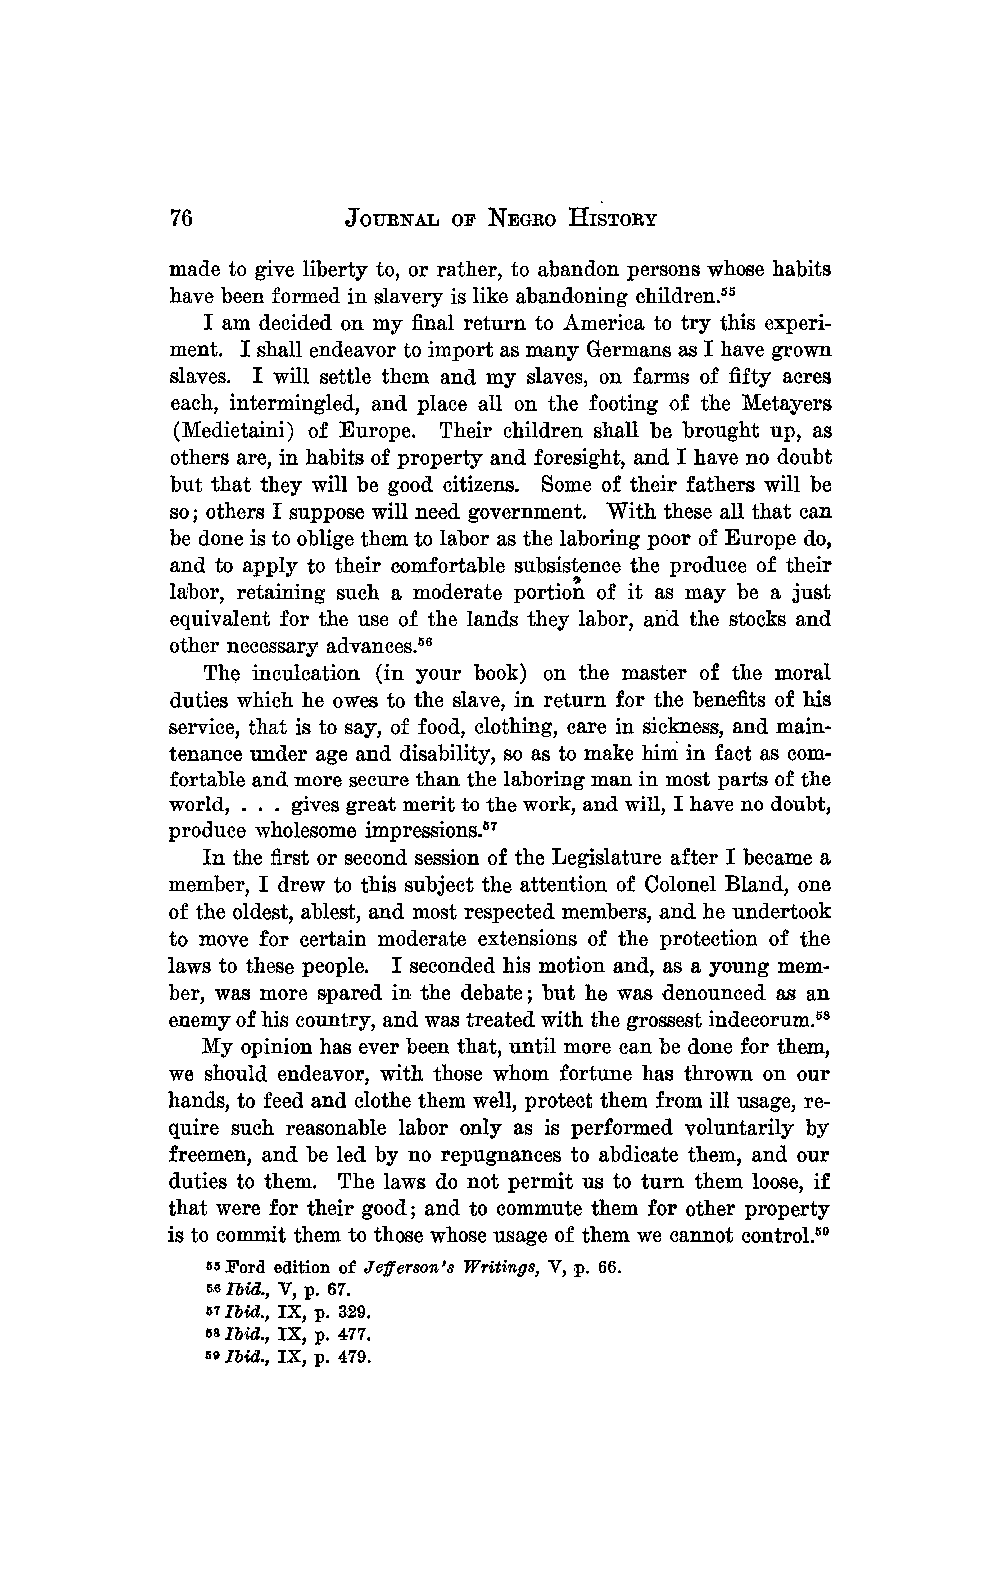 76 JOURNAL OF NEGRO HISTORY
made to give liberty to, or rather, to abandon persons whose habits
have been formed in slavery is like abandoning children.55
I am decided on my final return to America to try this experi-
ment. I shall endeavor to import as many Germans as I have grown
slaves. I will settle them and my slaves, on farms of fifty acres
each, intermingled, and place all on the footing of the Metayers
(Medietaini) of Europe. Their children shall be brought up, as
others are, in habits of property and foresight, and I have no doubt
but that they will be good citizens. Some of their fathers will be
so; others I suppose will need government. With these all that can
be done is to oblige them to labor as the laboring poor of Europe do,
and to apply to their comfortable subsistence the produce of their
labor, retaining such a moderate portion of it as may be a just
equivalent for the use of the lands they labor, and the stocks and
other necessary advances.56
The inculcation (in your book) on the master of the moral
duties which he owes to the slave, in return for the benefits of his
service, that is to say, of food, clothing, care in sickness, and main-
tenance under age and disability, so as to make him in fact as com-
fortable and more secure than the laboring man in most parts of the
world, . . . gives great merit to the work, and will, I have no doubt,
produce wholesome impressions.57
In the first or second session of the Legislature after I became a
member, I drew to this subject the attention of Colonel Bland, one
of the oldest, ablest, and most respected members, and he undertook
to move for certain moderate extensions of the protection of the
laws to these people. I seconded his motion and, as a young mem-
ber, was more spared in the debate; but he was denounced as an
enemy of his country, and was treated with the grossest indecorum.58
My opinion has ever been that, until more can be done for them,
we should endeavor, with those whom fortune has thrown on our
hands, to feed and clothe them well, protect them from ill usage, re-
quire such reasonable labor only as is performed voluntarily by
freemen, and be led by no repugnances to abdicate them, and our
duties to them. The laws do not permit us to turn them loose, if
that were for their good; and to commute them for other property
is to commit them to those whose usage of them we cannot control.59
55 Ford edition of Jefferson's Writings, V, p. 66.
56 Ibid., V, p. 67.
57 Ibid., IX, p. 329.
58 Ibid., IX, p. 477.
59 Ibid., IX, p. 479.